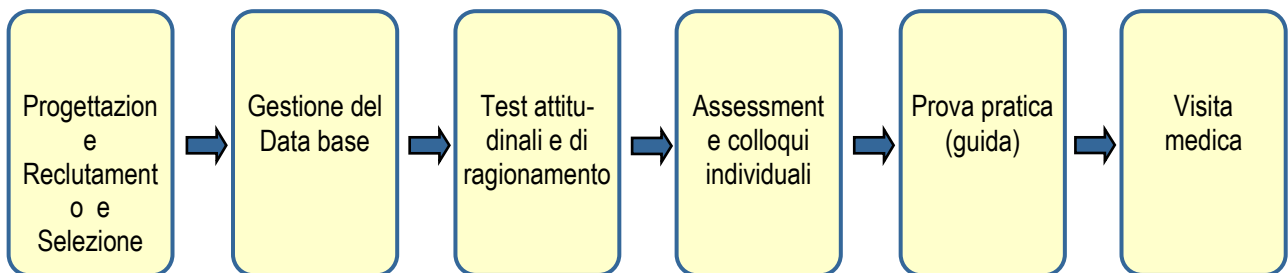 Progettazion
e
Reclutament
o e
Selezione
Gestione del
Data base
Test attitu-
dinali e di
ragionamento
Assessment
e colloqui
individuali
Prova pratica
(guida)
Visita
medica